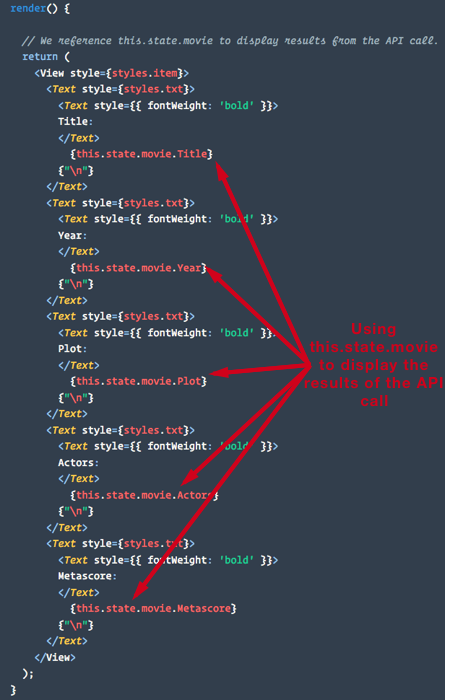 render() {
// We reference this.state.movie to display results from the API call.
return (
<View style={styles.item}>
<Text style={styles.txt}>
<Text style={{ fontWeight: 'bold' }}>
Title:
</Text>
{this.state.movie.Title}
{"\n"}
</Text>
<Text style={styles.txt}>
<Text style={{ fontWeight: 'bold' }}>
Year:
</Text>
{this.state.movie.Year}
{"\n"}
</Text>
<Text style={styles.txt}>
<Text style={{ fontWeight: 'bold' }}>
Plot:
</Text>
{this.state.movie.Plot}
{"\n"}
</Text>
<Text style={styles.txt}>
<Text style={{ fontWeight: 'bold' }}>
Actors:
</Text>
{this.state.movie.Actors}
{"\n"}
</Text>
<Text style={styles.txt}>
<Text style={{ fontWeight: 'bold' }}>
Metascore:
</Text>
{this.state.movie.Metascore}
{"\n"}
</Text>
</View>
);
}
Using
this.state.movie
to display the
results of the API
call